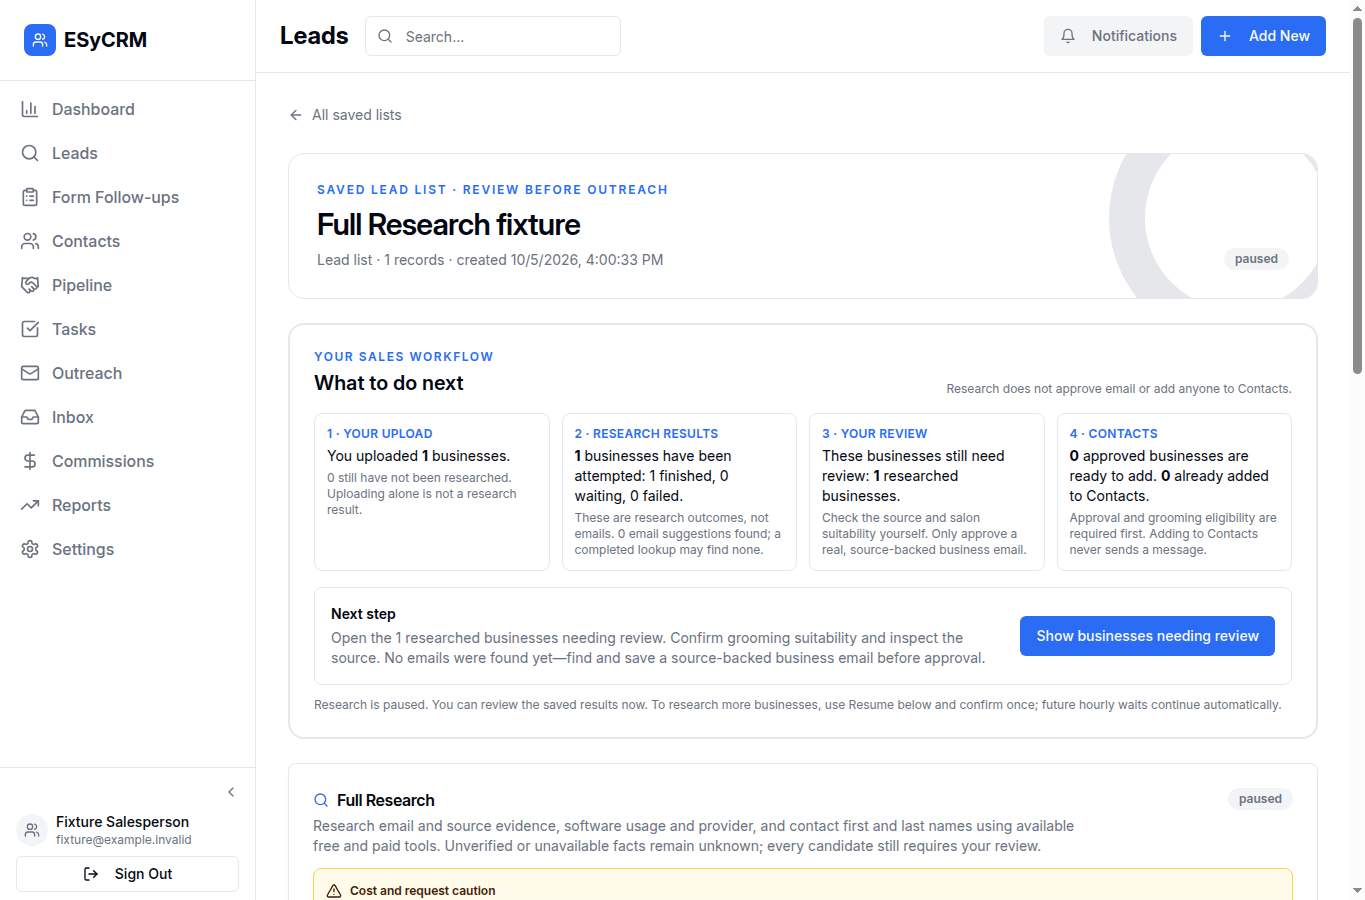 ESyCRM
Dashboard
Leads
Form Follow-ups
Contacts
Pipeline
Tasks
Outreach
Inbox
Commissions
Reports
Settings
Fixture Salesperson
fixture@example.invalid
Sign Out
Leads
Search...
Notifications
Add New
All saved lists
SAVED LEAD LIST · REVIEW BEFORE OUTREACH
Full Research fixture
Lead list · 1 records · created 10/5/2026, 4:00:33 PM
paused
YOUR SALES WORKFLOW
What to do next
Research does not approve email or add anyone to Contacts.
1 · YOUR UPLOAD
You uploaded 1 businesses.
0 still have not been researched.
Uploading alone is not a research
result.
2 · RESEARCH RESULTS
1 businesses have been
attempted: 1 finished, 0
waiting, 0 failed.
These are research outcomes, not
emails. 0 email suggestions found; a
completed lookup may find none.
3 · YOUR REVIEW
These businesses still need
review: 1 researched
businesses.
Check the source and salon
suitability yourself. Only approve a
real, source-backed business email.
4 · CONTACTS
0 approved businesses are
ready to add. 0 already added
to Contacts.
Approval and grooming eligibility are
required first. Adding to Contacts
never sends a message.
Next step
Open the 1 researched businesses needing review. Confirm grooming suitability and inspect the
source. No emails were found yet—find and save a source-backed business email before approval.
Show businesses needing review
Research is paused. You can review the saved results now. To research more businesses, use Resume below and confirm once; future hourly waits continue automatically.
Full Research
paused
Research email and source evidence, software usage and provider, and contact first and last names using available
free and paid tools. Unverified or unavailable facts remain unknown; every candidate still requires your review.
Cost and request caution